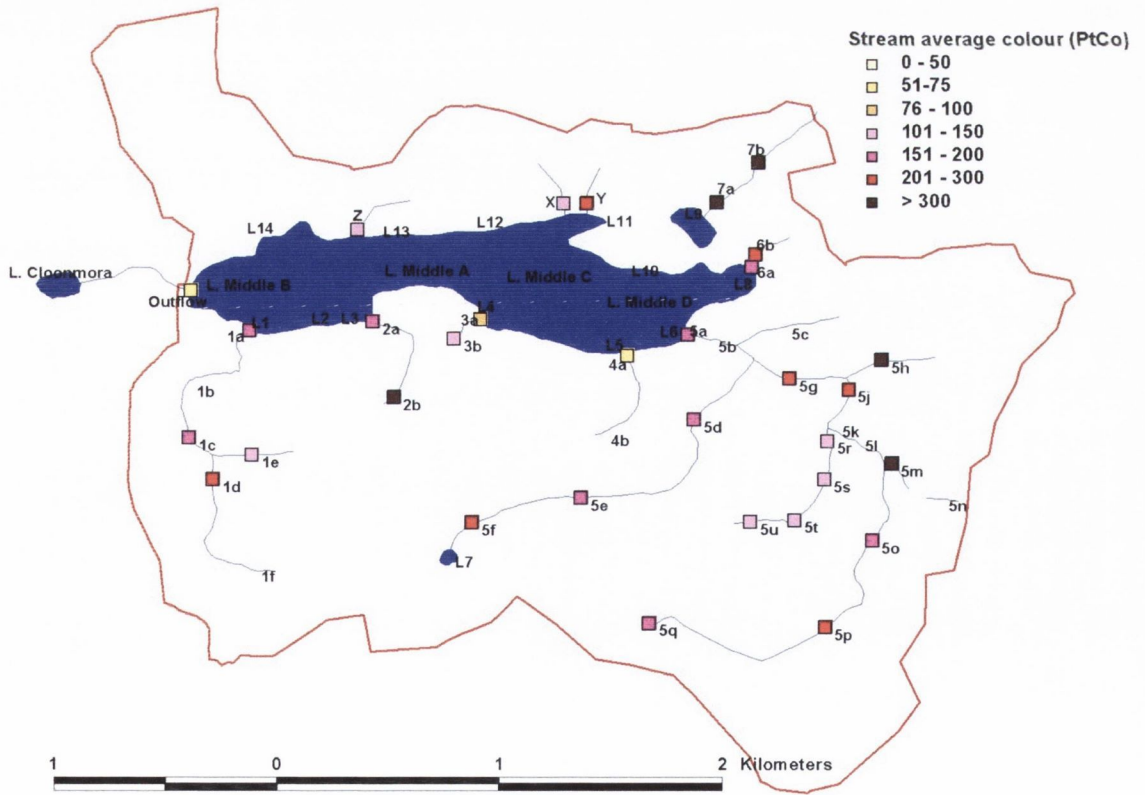 Stream average colour (PtCo)
0 - 50
51-75
76 - 100
101 - 150
151 - 200
201 - 300
> 300
7b
7a
L9
X
Y
Z
L14
L13
L12
L11
6b
6a
L8
L. Cloonmora
Outflow
L. Middle B
L. Middle A
L. Middle C
L10
L. Middle D
L1
L2
L3
1a
2a
L4
3a
3b
L5
4a
L6
5a
5b
5c
5g
5h
5j
1b
2b
4b
5d
5k
5l
5r
5m
1c
1e
1d
5s
5n
5e
5f
5u
5t
5o
L7
1f
5q
5p
1
0
1
2 Kilometers